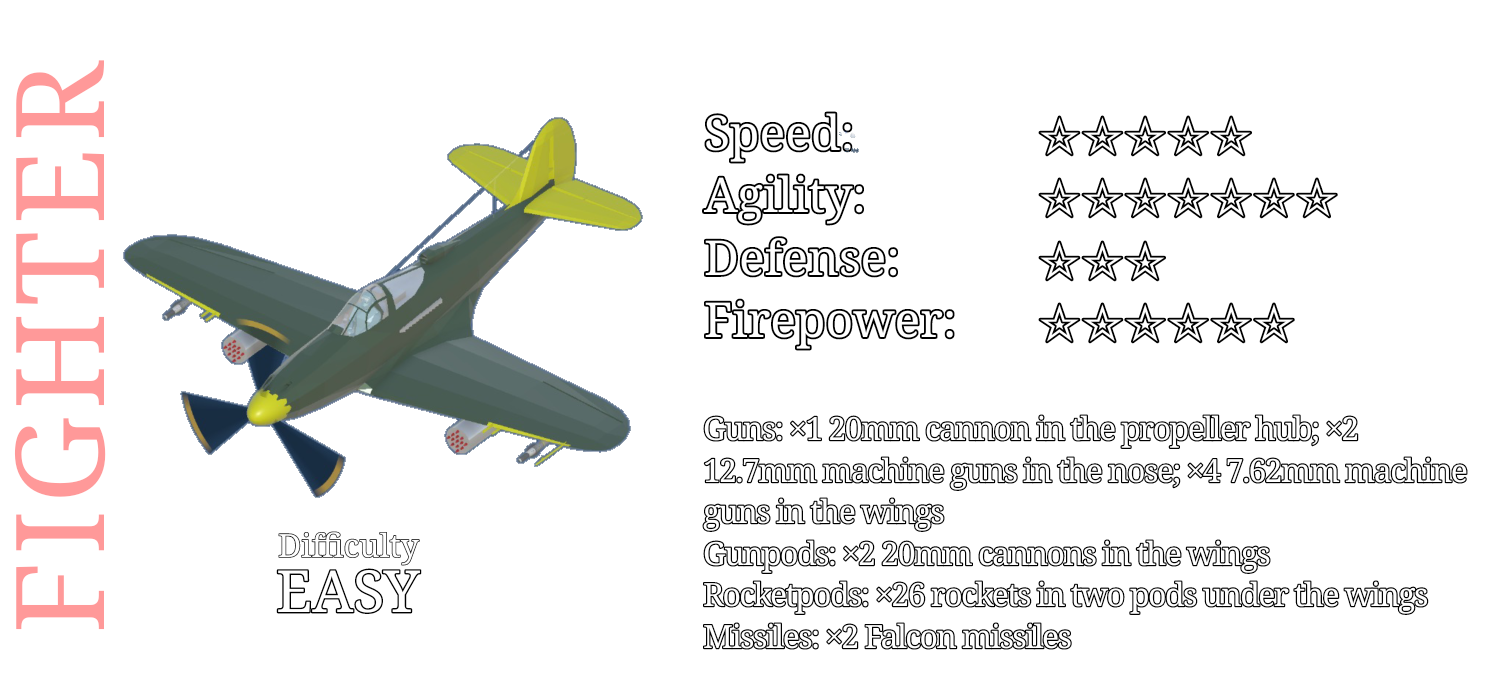 FIGHTER
Speed:
Agility:
Defense:
Firepower:
Guns: ×1 20mm cannon in the propeller hub; ×2
12.7mm machine guns in the nose; ×4 7.62mm machine
guns in the wings
Gunpods: ×2 20mm cannons in the wings
Rocketpods: ×26 rockets in two pods under the wings
Missiles: ×2 Falcon missiles
Difficulty
EASY